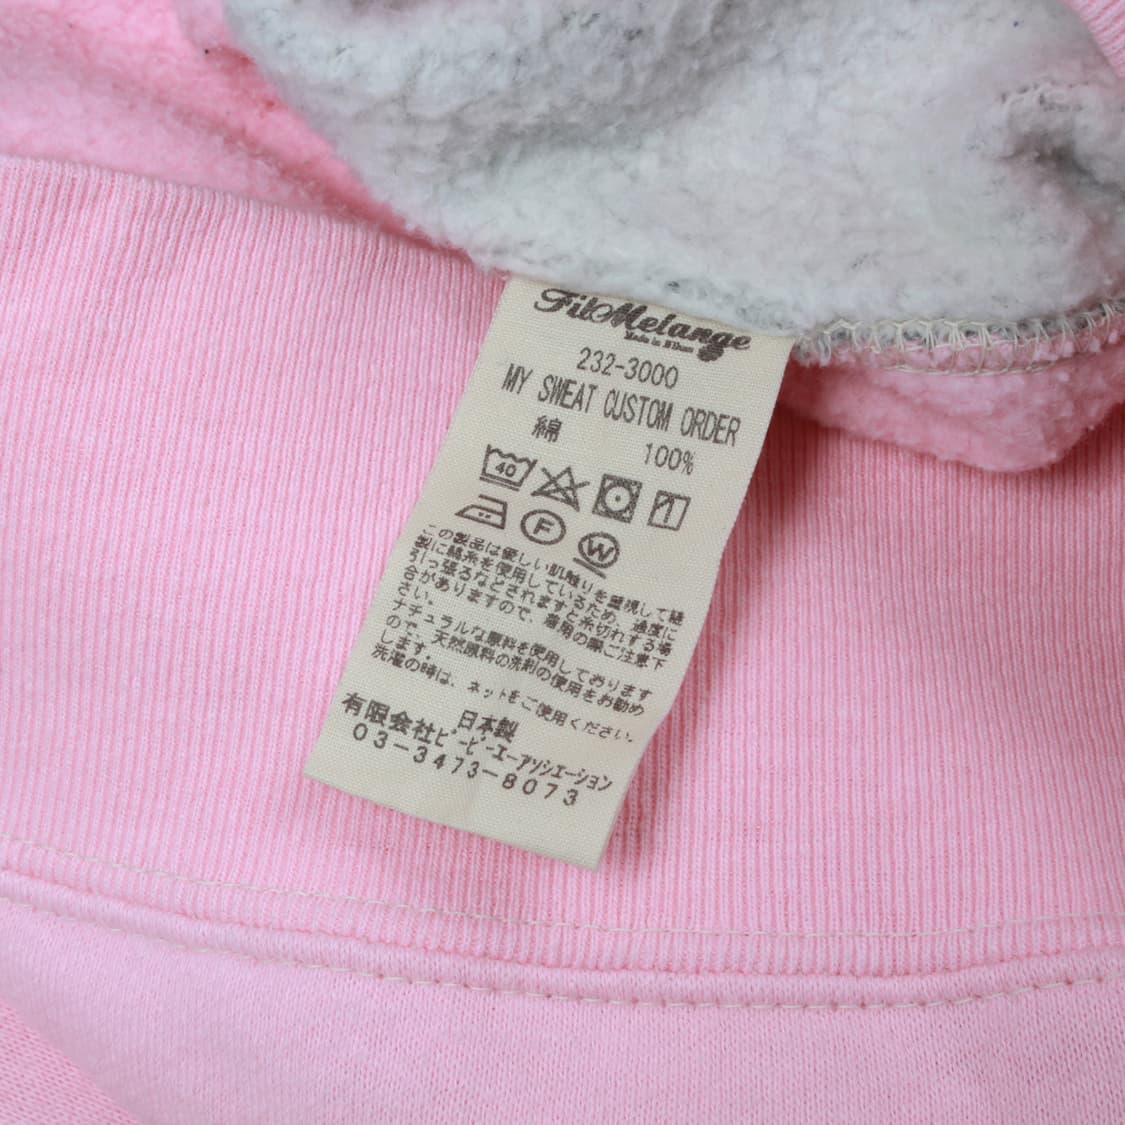 FilMelange
Made in Nihon
232-3000
MY SWEAT CUSTOM ORDER
綿 100%
40
F
W
この製品は優しい肌触りを重視して縫
製に綿糸を使用しているため、過度に
引っ張るなどされますと糸切れする場
合がありますので、着用の際ご注意下
さい。
ナチュラルな原料を使用しております
ので、天然原料の洗剤の使用をお勧め
します。
洗濯の時は、ネットをご使用ください。
日本製
有限会社ビーピーエーアソシエーション
03-3473-8073